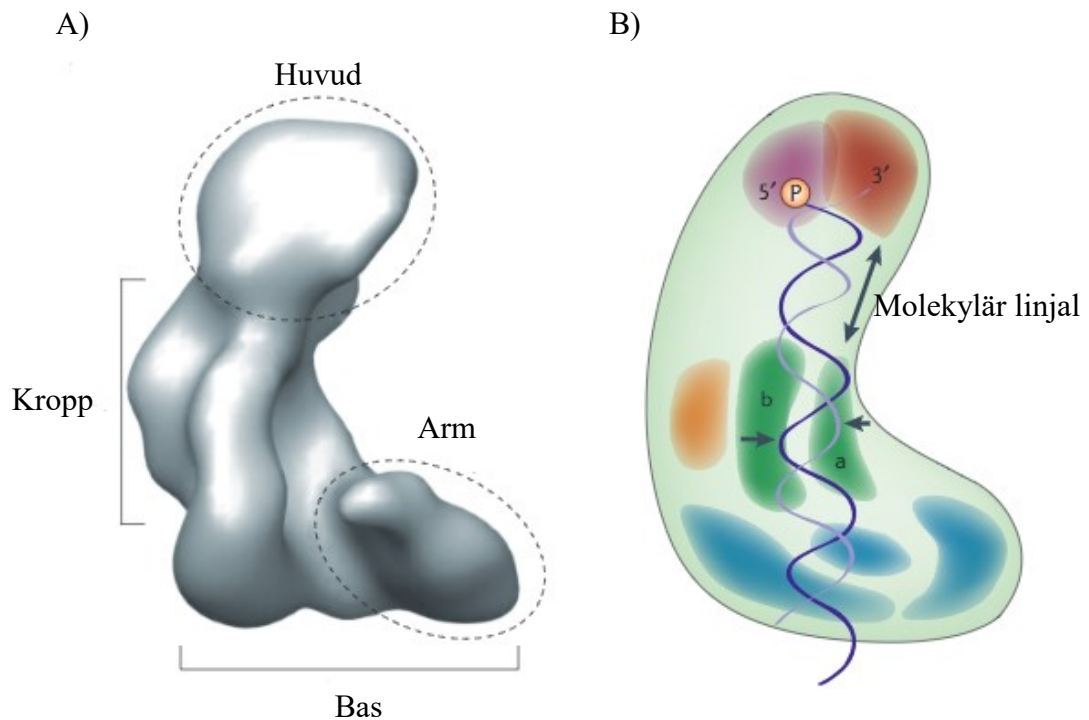 A)
Huvud
Kropp
Arm
Bas
B)
5′ P
3′
Molekylär linjal
b
a